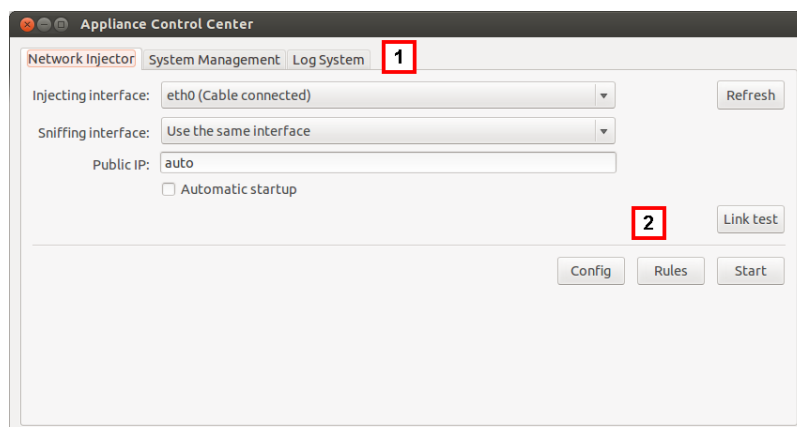 Appliance Control Center
Network Injector System Management Log System 1
Injecting interface: eth0 (Cable connected) Refresh
Sniffing interface: Use the same interface
Public IP: auto
Automatic startup
2 Link test
Config Rules Start